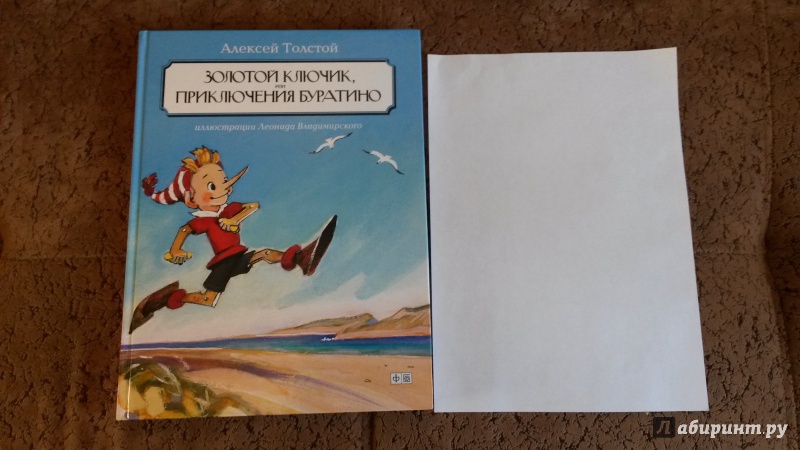 Алексей Толстой
ЗОЛОТОЙ КЛЮЧИК,
ИЛИ
ПРИКЛЮЧЕНИЯ БУРАТИНО
иллюстрации Леонида Владимирского
Лабиринт.ру